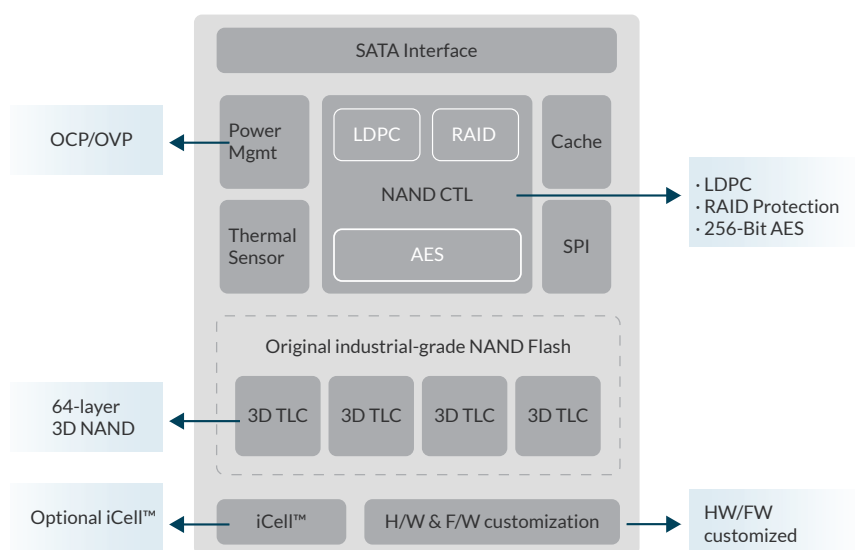 SATA Interface
OCP/OVP
Power
Mgmt
LDPC
RAID
Cache
NAND CTL
· LDPC
· RAID Protection
· 256-Bit AES
Thermal
Sensor
AES
SPI
Original industrial-grade NAND Flash
64-layer
3D NAND
3D TLC
3D TLC
3D TLC
3D TLC
Optional iCell™
iCell™
H/W & F/W customization
HW/FW
customized